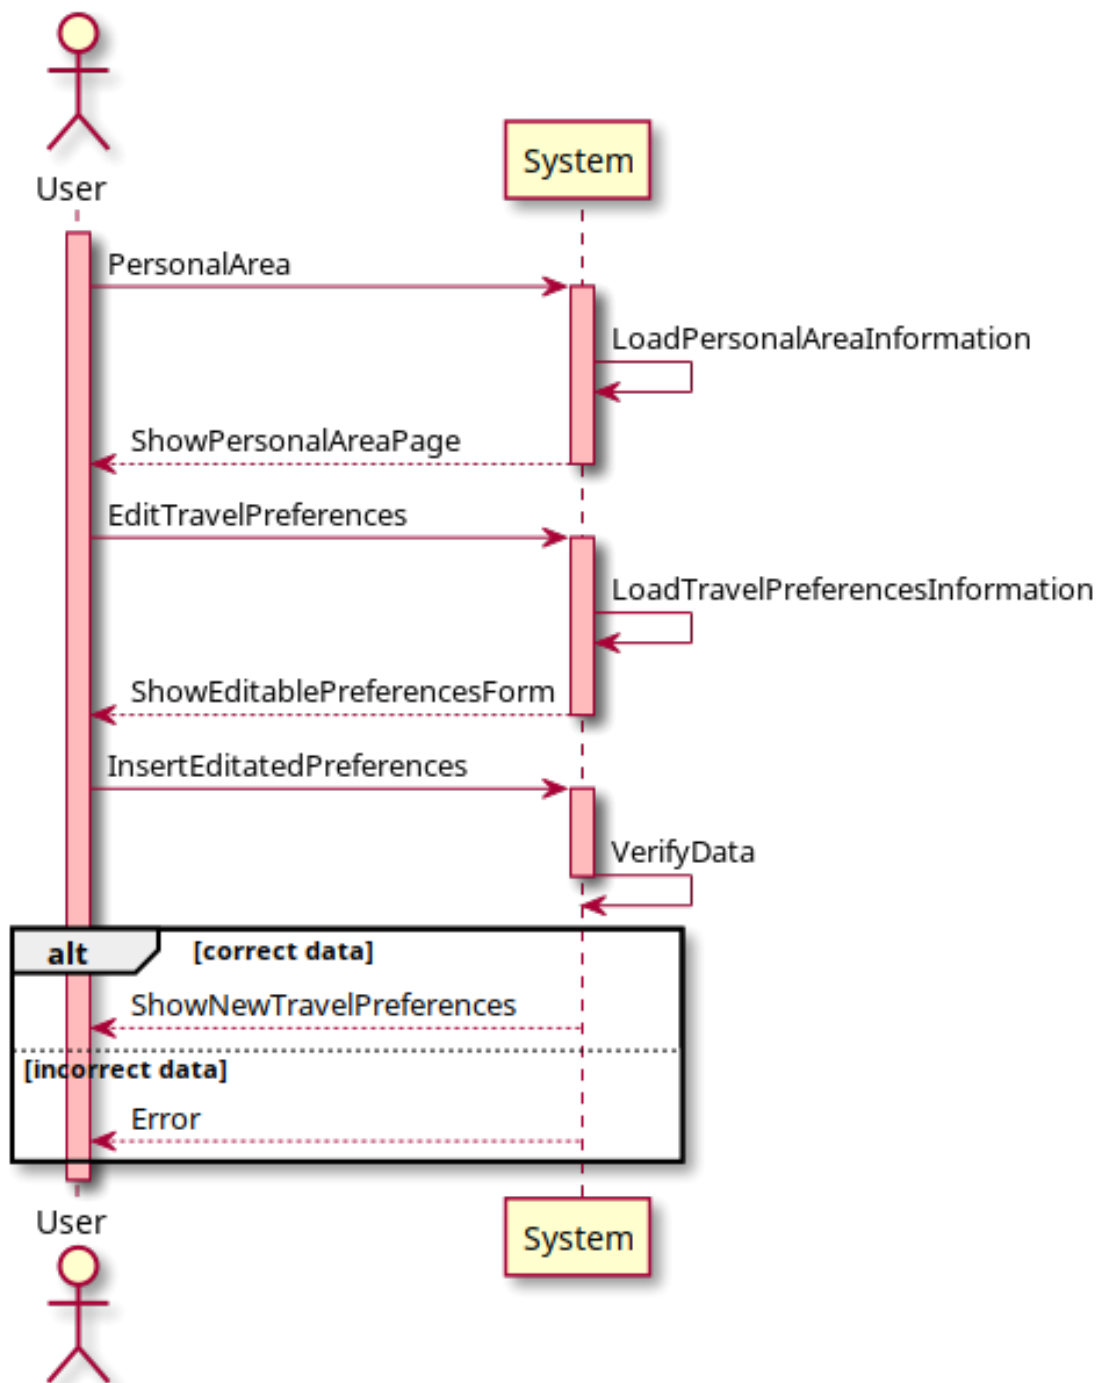 User
System
PersonalArea
LoadPersonalAreaInformation
ShowPersonalAreaPage
EditTravelPreferences
LoadTravelPreferencesInformation
ShowEditablePreferencesForm
InsertEditatedPreferences
VerifyData
alt [correct data]
ShowNewTravelPreferences
[incorrect data]
Error
User
System